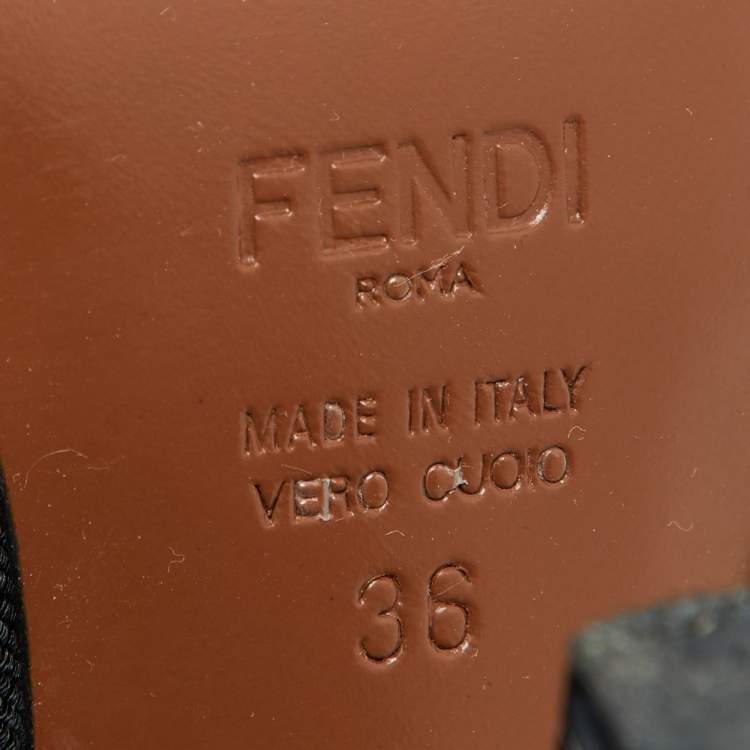 FENDI
ROMA
MADE IN ITALY
VERO CUOIO
36